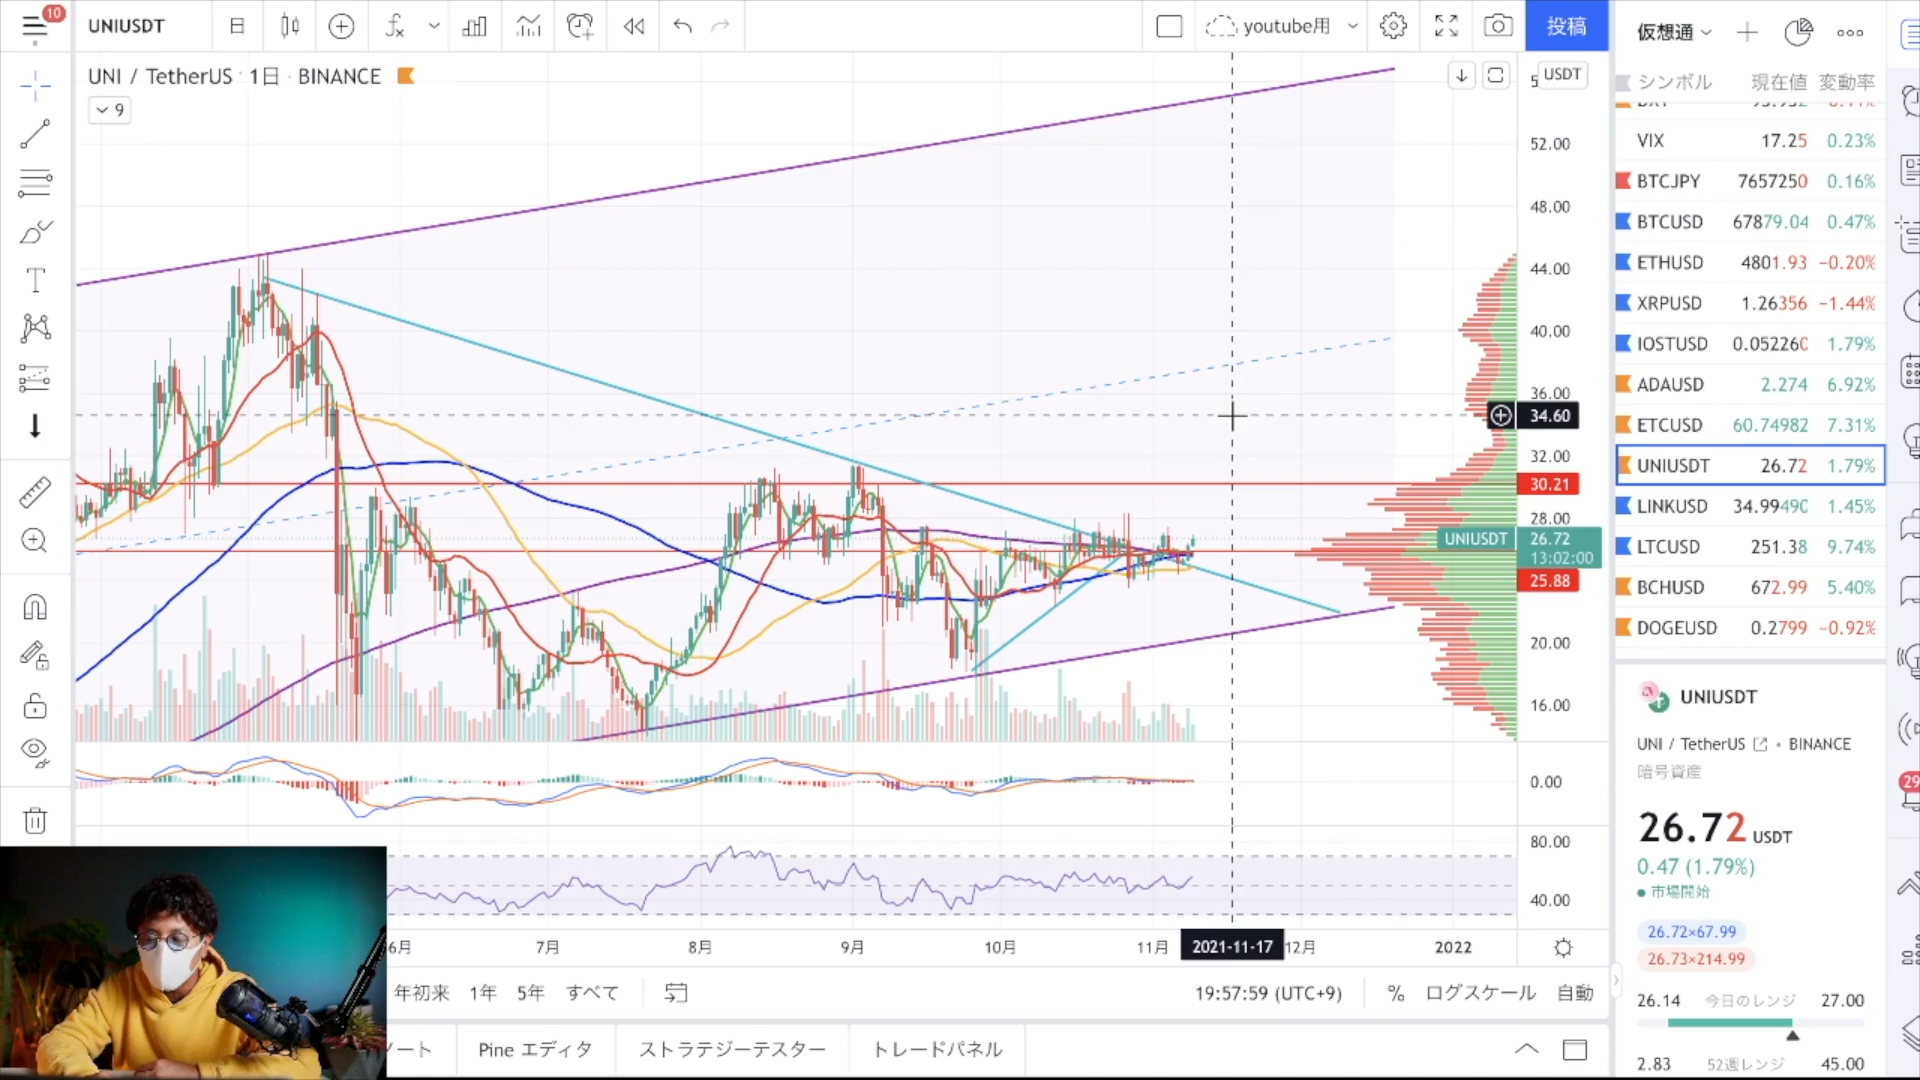 10
UNIUSDT
日
youtube用
投稿
UNI / TetherUS · 1日 · BINANCE
9
USDT
52.00
48.00
44.00
40.00
36.00
34.60
32.00
30.21
28.00
UNIUSDT
26.72
13:02:00
25.88
20.00
16.00
0.00
80.00
40.00
6月
7月
8月
9月
10月
11月
2021-11-17
12月
2022
年初来
1年
5年
すべて
19:57:59 (UTC+9)
%
ログスケール
自動
Pine エディタ
ストラテジーテスター
トレードパネル
仮想通
シンボル 現在値 変動率
VIX 17.25 0.23%
BTCJPY 7657250 0.16%
BTCUSD 67879.04 0.47%
ETHUSD 4801.93 −0.20%
XRPUSD 1.26356 −1.44%
IOSTUSD 0.052260 1.79%
ADAUSD 2.274 6.92%
ETCUSD 60.74982 7.31%
UNIUSDT 26.72 1.79%
LINKUSD 34.99490 1.45%
LTCUSD 251.38 9.74%
BCHUSD 672.99 5.40%
DOGEUSD 0.2799 −0.92%
UNIUSDT
UNI / TetherUS • BINANCE
暗号資産
26.72 USDT
0.47 (1.79%)
市場開始
26.72×67.99
26.73×214.99
26.14 今日のレンジ 27.00
2.83 52週レンジ 45.00
29